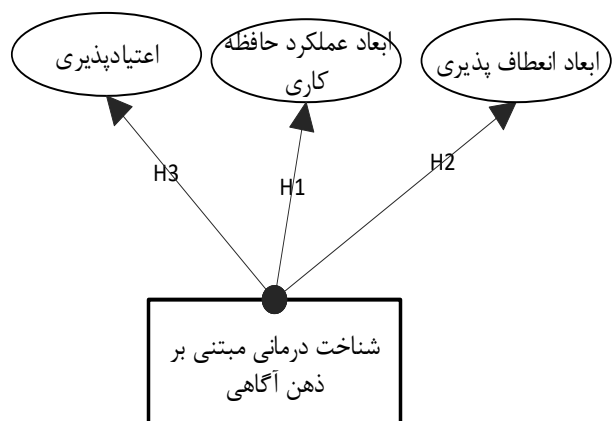 ابعاد انعطاف پذیری
ابعاد عملکرد حافظه
کاری
اعتیادپذیری
H3
H1
H2
شناخت درمانی مبتنی بر
ذهن آگاهی